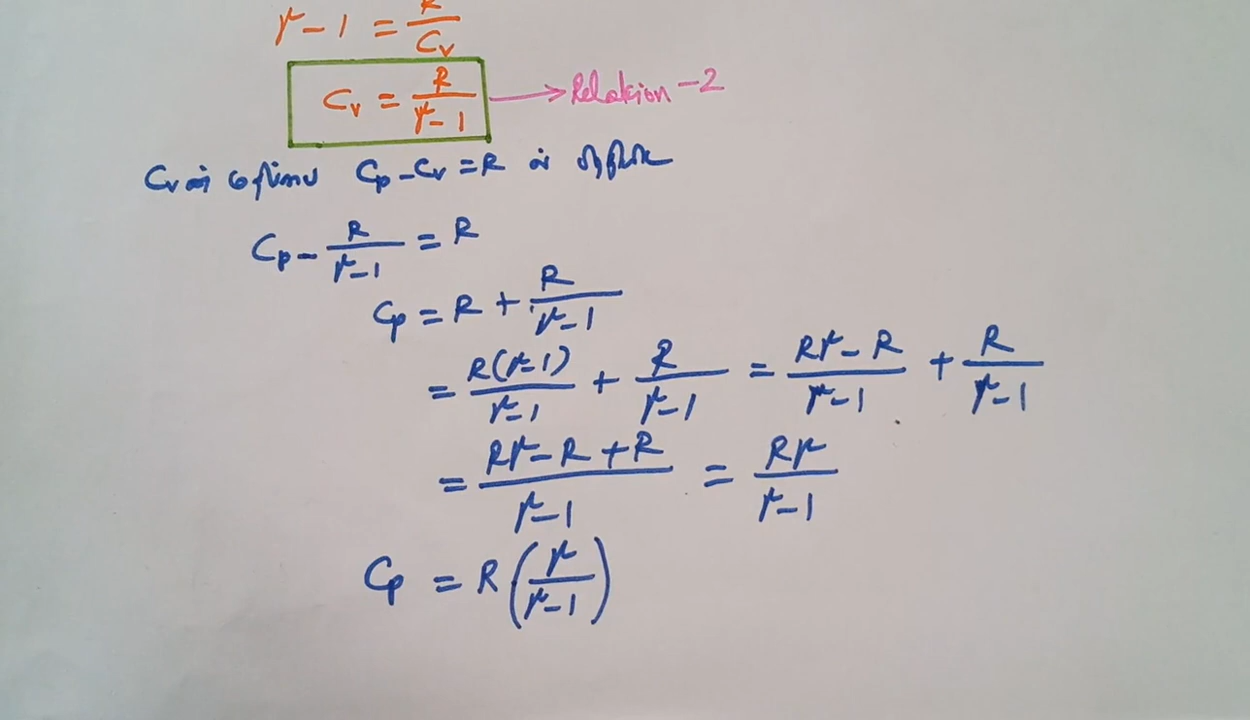 γ-1 = R/Cv
Cv = R/(γ-1) → Relation-2
Cv Cp-Cv=R
Cp - R/(γ-1) = R
Cp = R + R/(γ-1)
= R(γ-1)/(γ-1) + R/(γ-1) = (Rγ-R)/(γ-1) + R/(γ-1)
= (Rγ-R+R)/(γ-1) = Rγ/(γ-1)
Cp = R(γ/(γ-1))